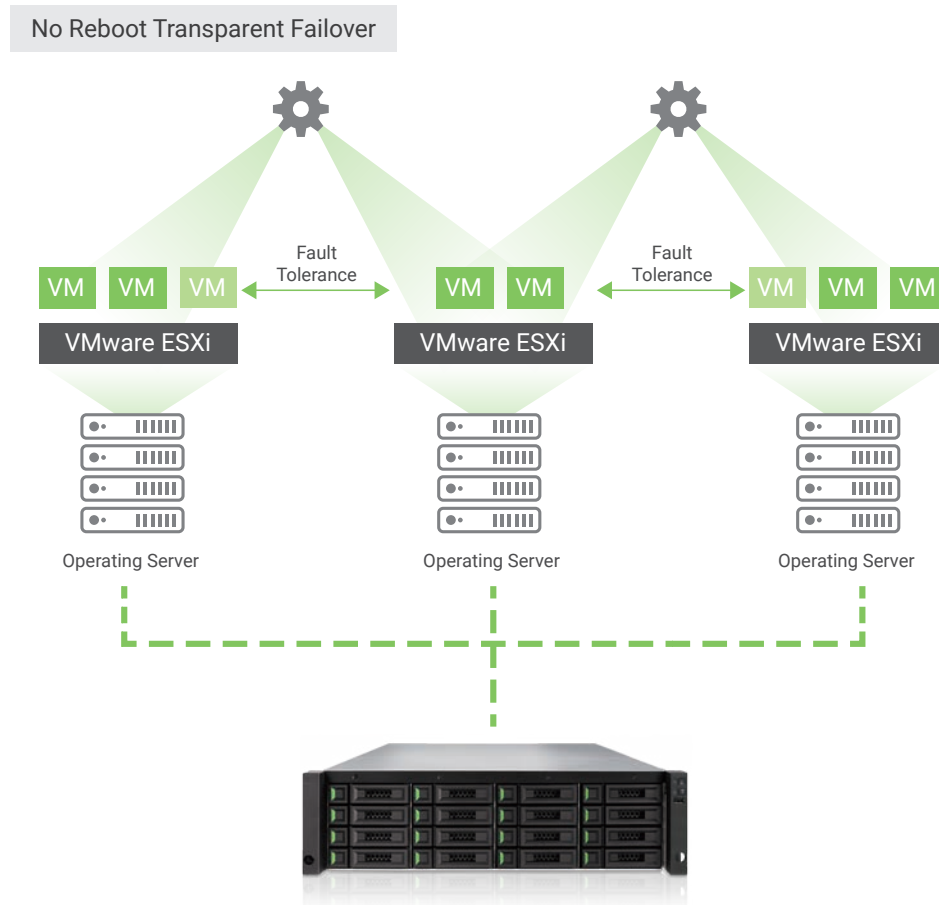 No Reboot Transparent Failover
Fault
Tolerance
Fault
Tolerance
VM VM VM
VM VM
VM VM VM
VMware ESXi
VMware ESXi
VMware ESXi
Operating Server
Operating Server
Operating Server